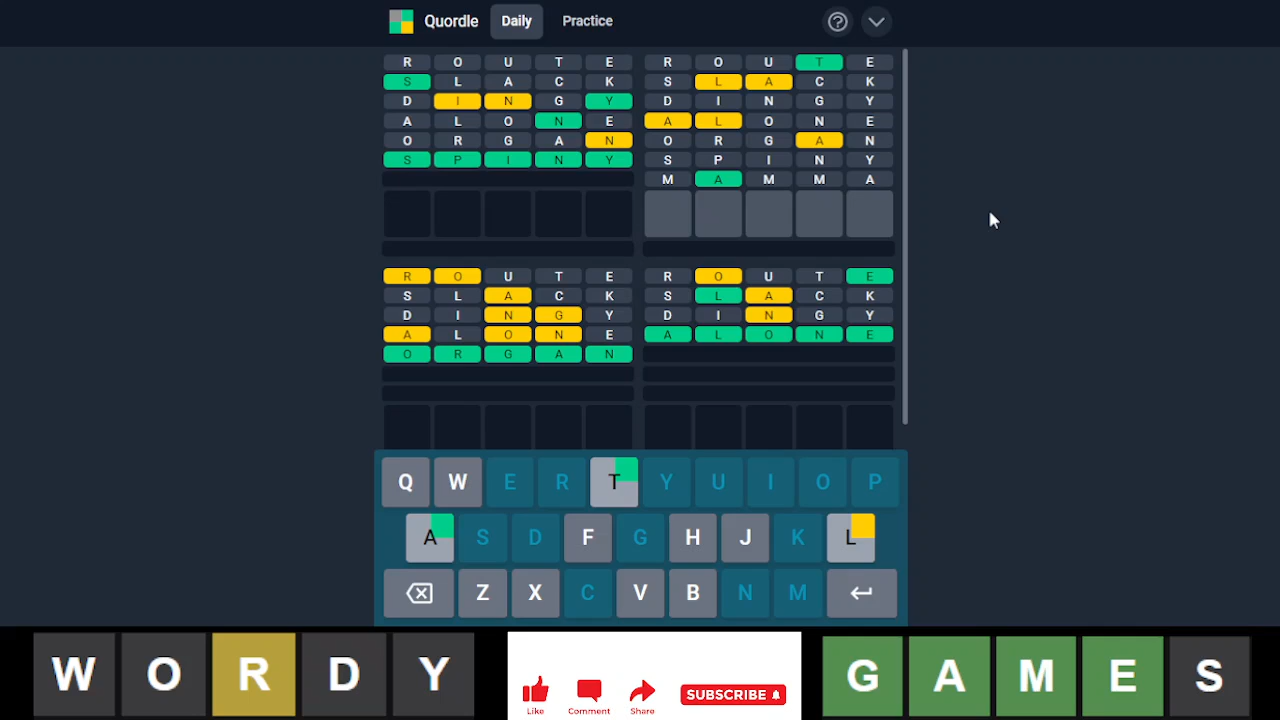 Quordle Daily Practice
R O U T E R O U T E
S L A C K S L A C K
D I N G Y D I N G Y
A L O N E A L O N E
O R G A N O R G A N
S P I N Y S P I N Y
M A M M A
R O U T E R O U T E
S L A C K S L A C K
D I N G Y D I N G Y
A L O N E A L O N E
O R G A N
Q W E R T Y U I O P
A S D F G H J K L
Z X C V B N M
W O R D Y
G A M E S
Like Comment Share SUBSCRIBE